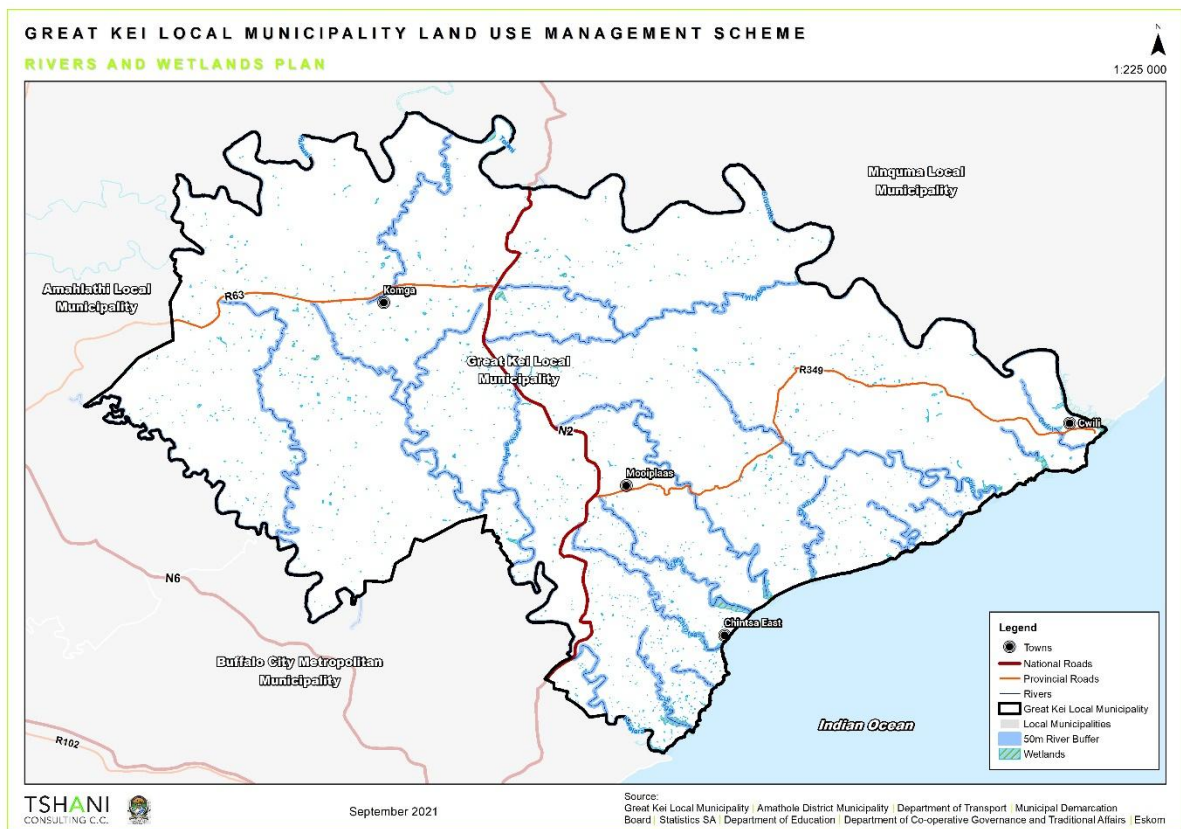 GREAT KEI LOCAL MUNICIPALITY LAND USE MANAGEMENT SCHEME
RIVERS AND WETLANDS PLAN
N
1:225 000
Mnquma Local
Municipality
Amahlathi Local
Municipality
R63
Komga
Great Kei Local
Municipality
R349
N2
Cwili
Mooiplaas
N6
Chintsa East
Buffalo City Metropolitan
Municipality
R102
Indian Ocean
Legend
Towns
National Roads
Provincial Roads
Rivers
Great Kei Local Municipality
Local Municipalities
50m River Buffer
Wetlands
TSHANI
CONSULTING C.C.
September 2021
Source:
Great Kei Local Municipality | Amathole District Municipality | Department of Transport | Municipal Demarcation
Board | Statistics SA | Department of Education | Department of Co-operative Governance and Traditional Affairs | Eskom